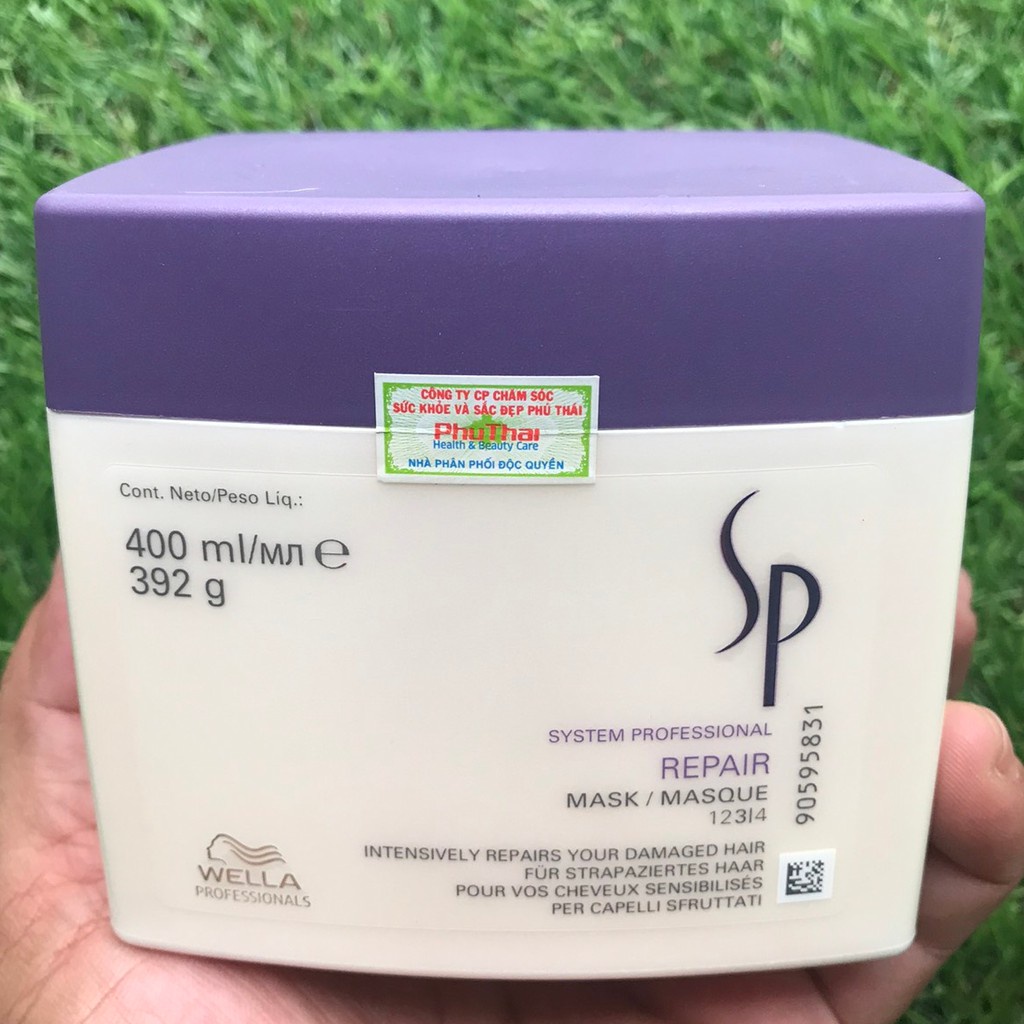 CÔNG TY CP CHĂM SÓC
SỨC KHỎE VÀ SẮC ĐẸP PHÚ THÁI
PhuThai
Health & Beauty Care
NHÀ PHÂN PHỐI ĐỘC QUYỀN
Cont. Neto/Peso Liq.:
400 ml/мл ℮
392 g
SP
SYSTEM PROFESSIONAL
REPAIR
MASK / MASQUE
123|4
90595831
INTENSIVELY REPAIRS YOUR DAMAGED HAIR
FÜR STRAPAZIERTES HAAR
POUR VOS CHEVEUX SENSIBILISÉS
PER CAPELLI SFRUTTATI
WELLA
PROFESSIONALS